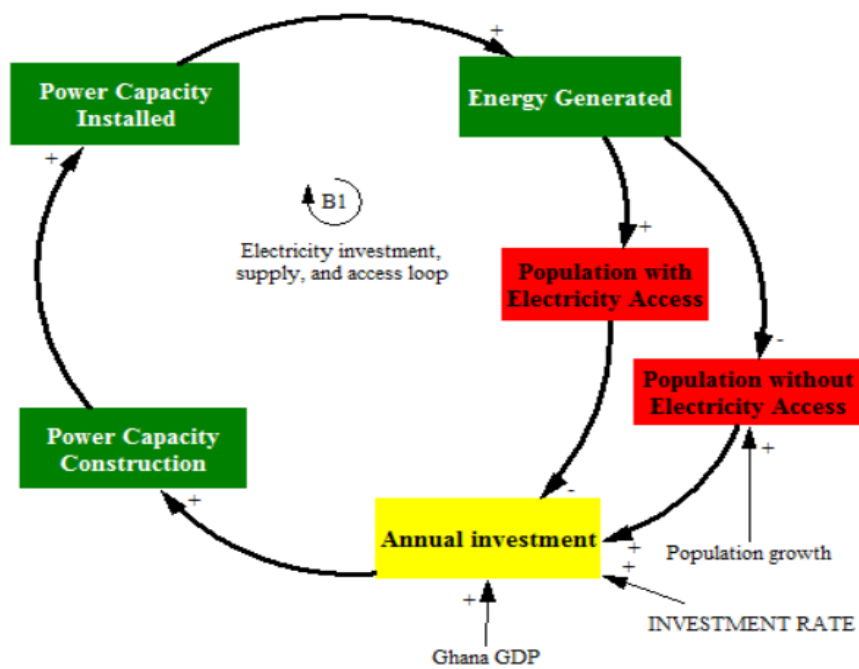 +
Power Capacity
Installed
+
Energy Generated
+
B1
Electricity investment,
supply, and access loop
+
Population with
Electricity Access
-
Population without
Electricity Access
+
Population growth
Power Capacity
Construction
+
-
Annual investment
+
+
+
INVESTMENT RATE
Ghana GDP